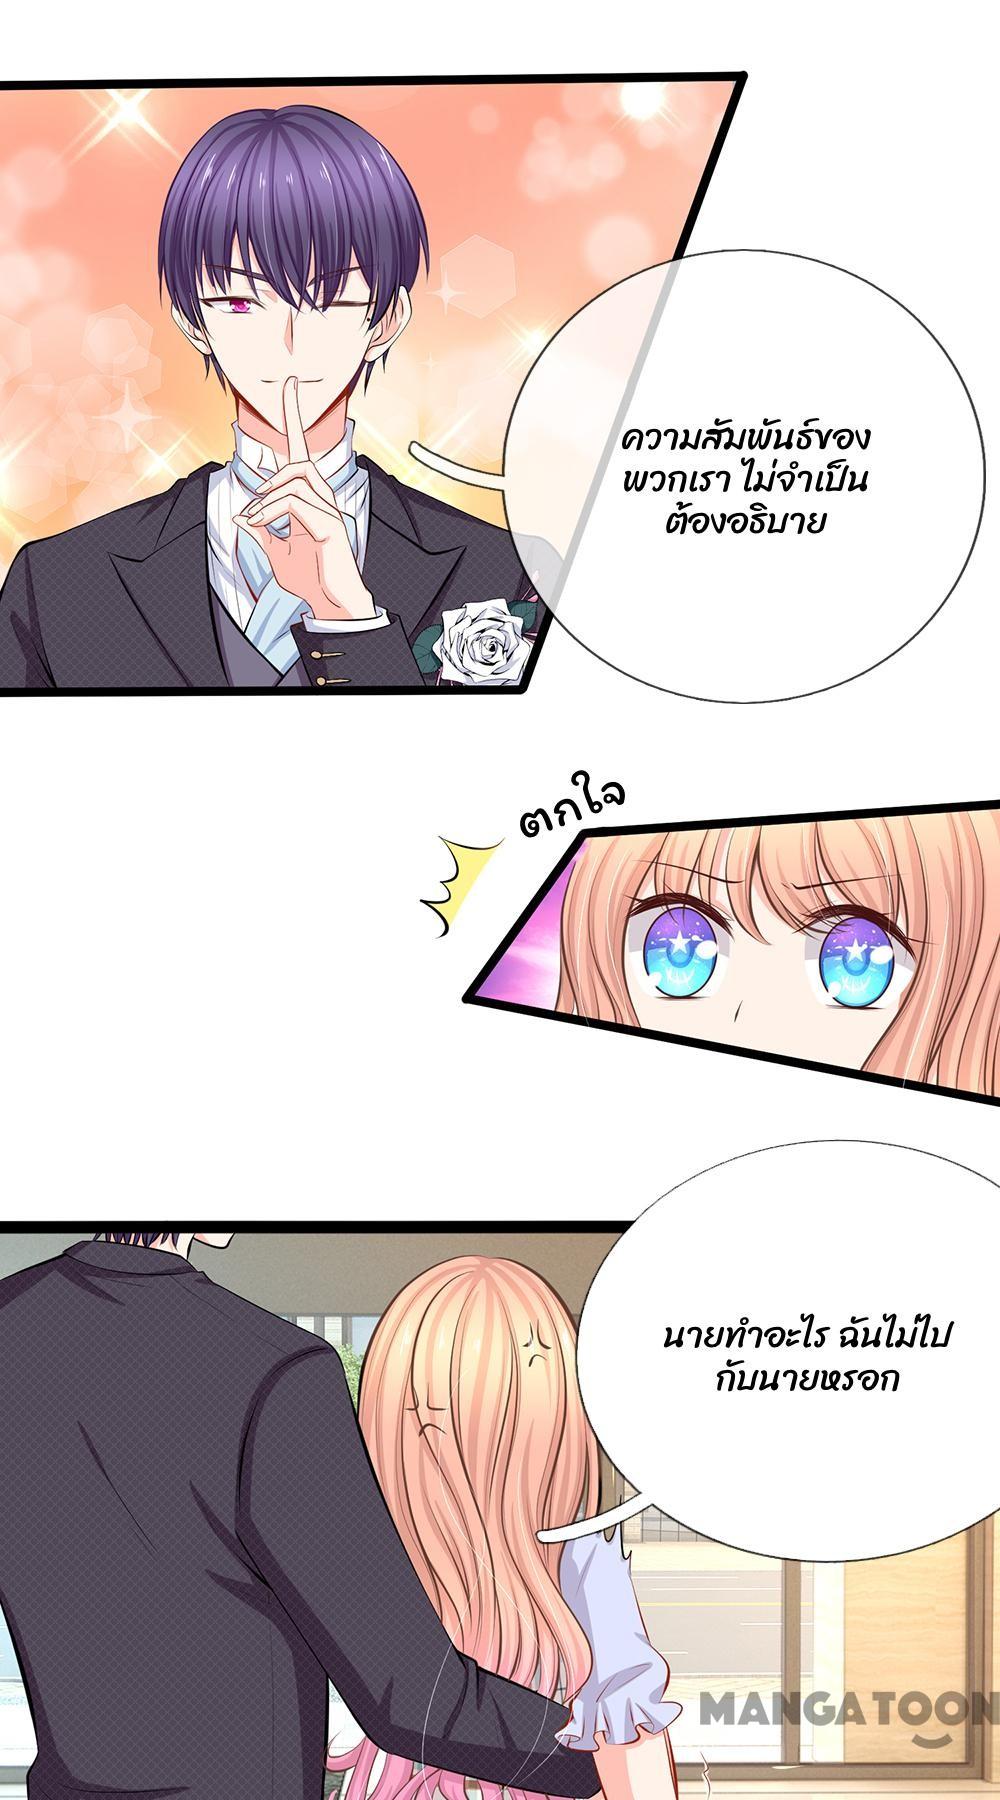 ความสัมพันธ์ของ
พวกเรา ไม่จำเป็น
ต้องอธิบาย
ตกใจ
นายทำอะไร ฉันไม่ไป
กับนายหรอก
MANGATOON